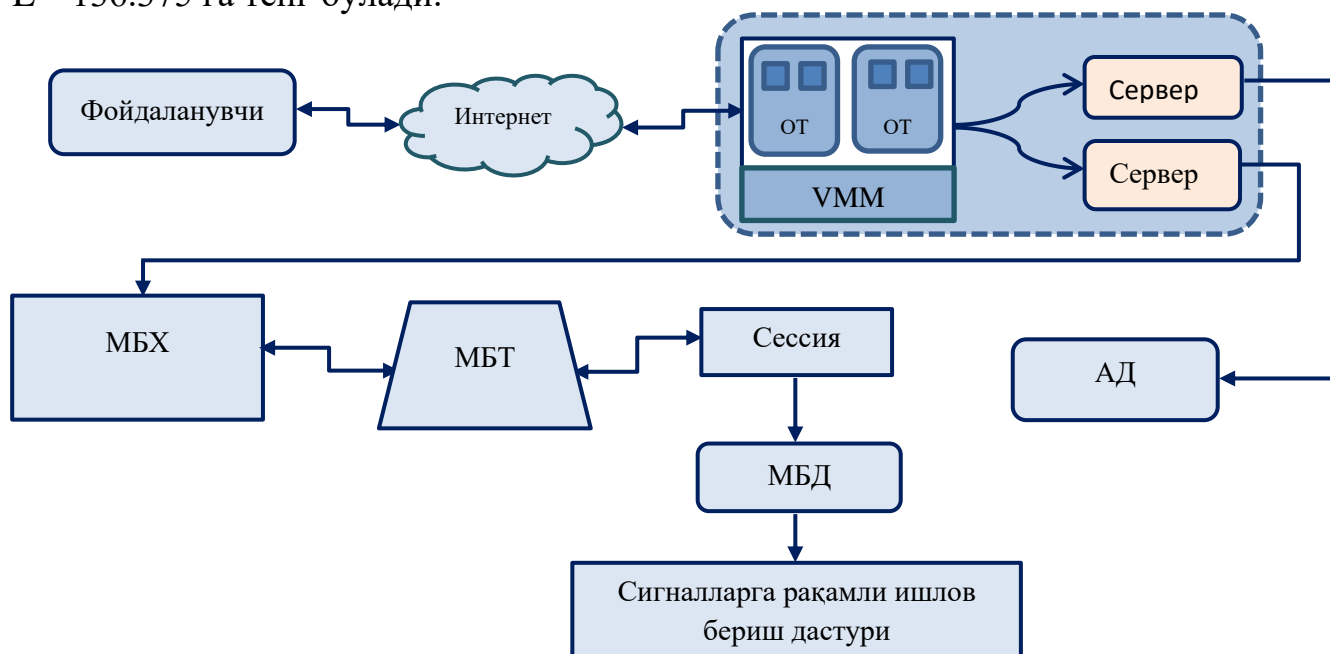 Фойдаланувчи
Интернет
ОТ
ОТ
VMM
Сервер
Сервер
МБХ
МБТ
Сессия
АД
МБД
Сигналларга рақамли ишлов
бериш дастури